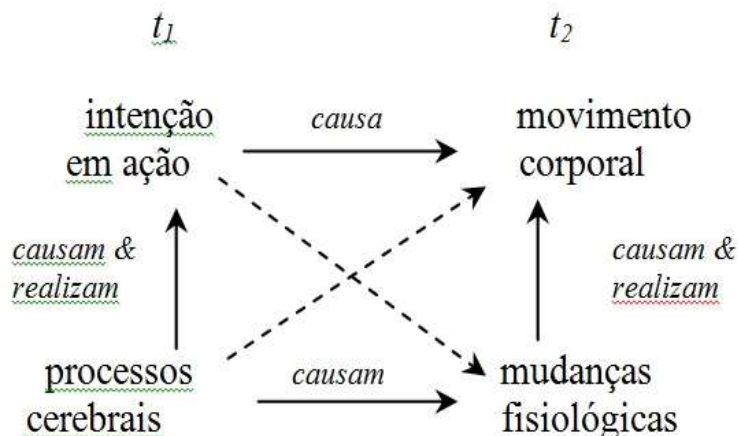 t₁ t₂
intenção
em ação
causa
movimento
corporal
causam &
realizam
causam &
realizam
processos
cerebrais
causam
mudanças
fisiológicas